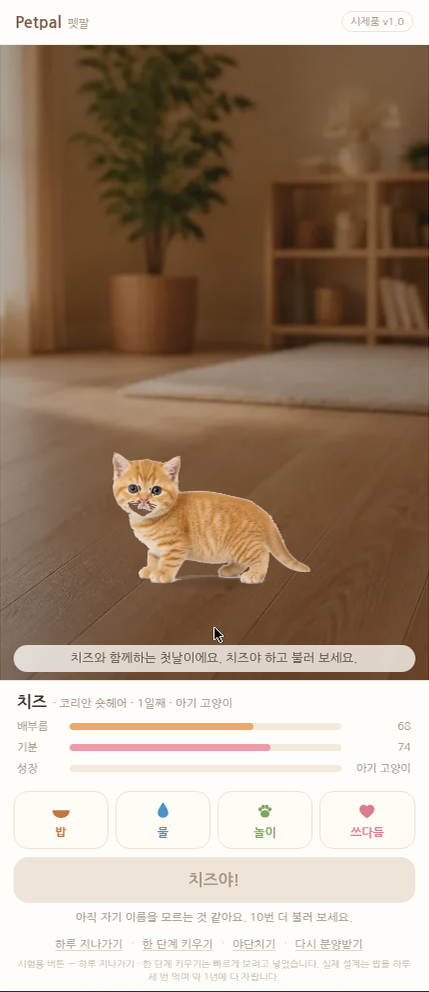 Petpal 펫팔
시제품 v1.0
치즈와 함께하는 첫날이에요. 치즈야 하고 불러 보세요.
치즈 · 코리안 숏헤어 · 1일째 · 아기 고양이
배부름 68
기분 74
성장 아기 고양이
밥 물 놀이 쓰다듬
치즈야!
아직 자기 이름을 모르는 것 같아요. 10번 더 불러 보세요.
하루 지나가기 · 한 단계 키우기 · 야단치기 · 다시 분양받기
시험용 버튼 — 하루 지나가기 · 한 단계 키우기는 빠르게 보려고 넣었습니다. 실제 설계는 밥을 하루
세 번 먹이며 약 1년에 다 자랍니다.